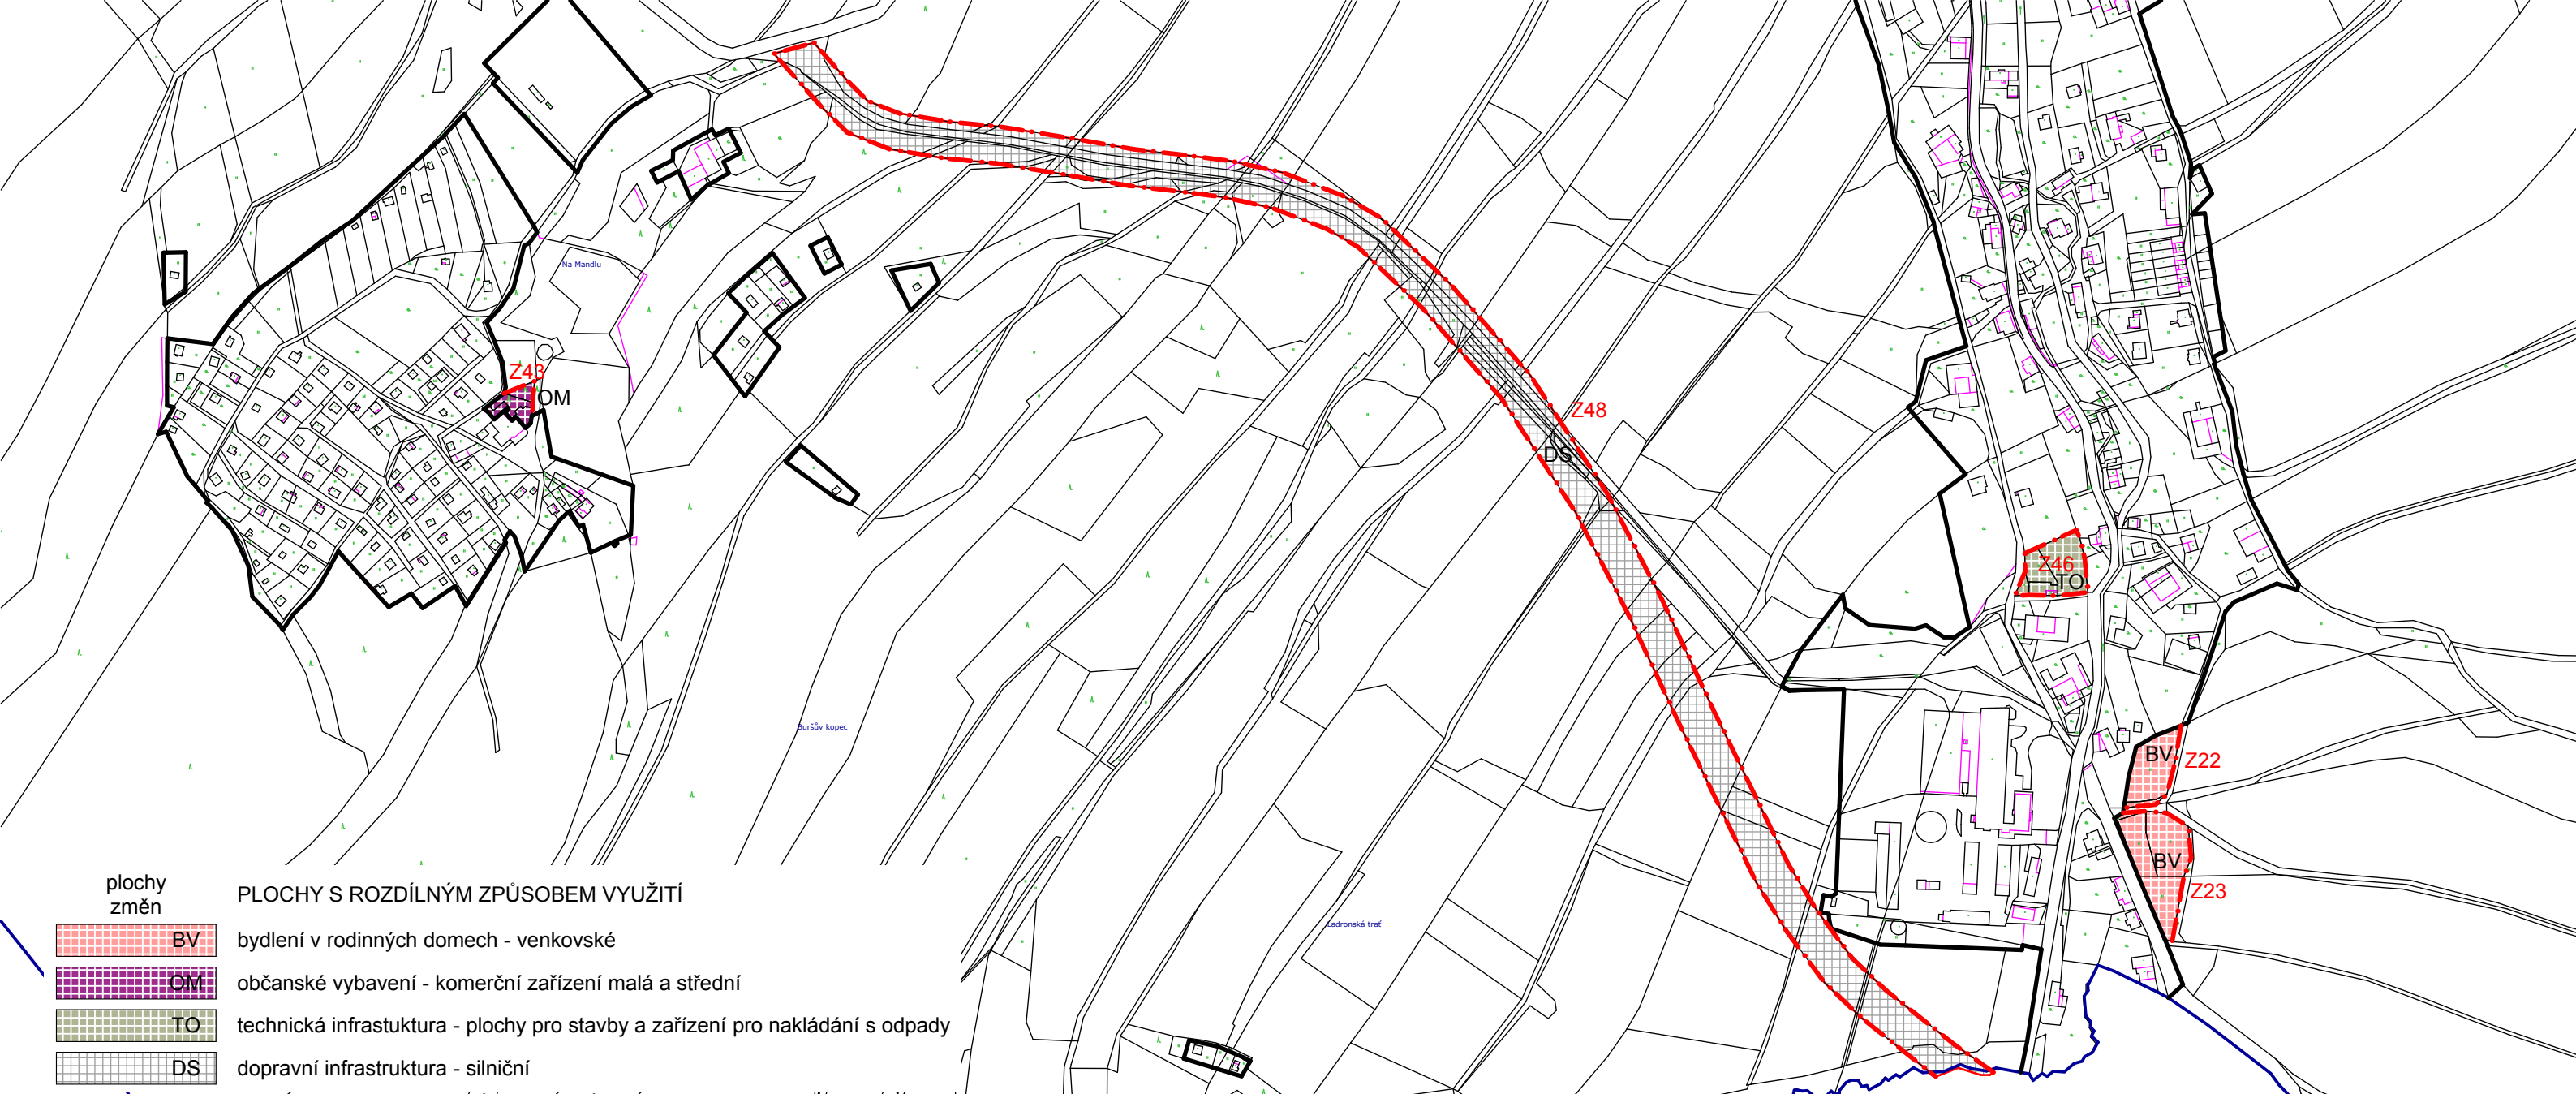 Na Mandlu
Z43
OM
Z48
DS
Z46
TO
Buršův kopec
BV
Z22
BV
Z23
Ladronská trať
plochy
změn
PLOCHY S ROZDÍLNÝM ZPŮSOBEM VYUŽITÍ
BV bydlení v rodinných domech - venkovské
OM občanské vybavení - komerční zařízení malá a střední
TO technická infrastuktura - plochy pro stavby a zařízení pro nakládání s odpady
DS dopravní infrastruktura - silniční